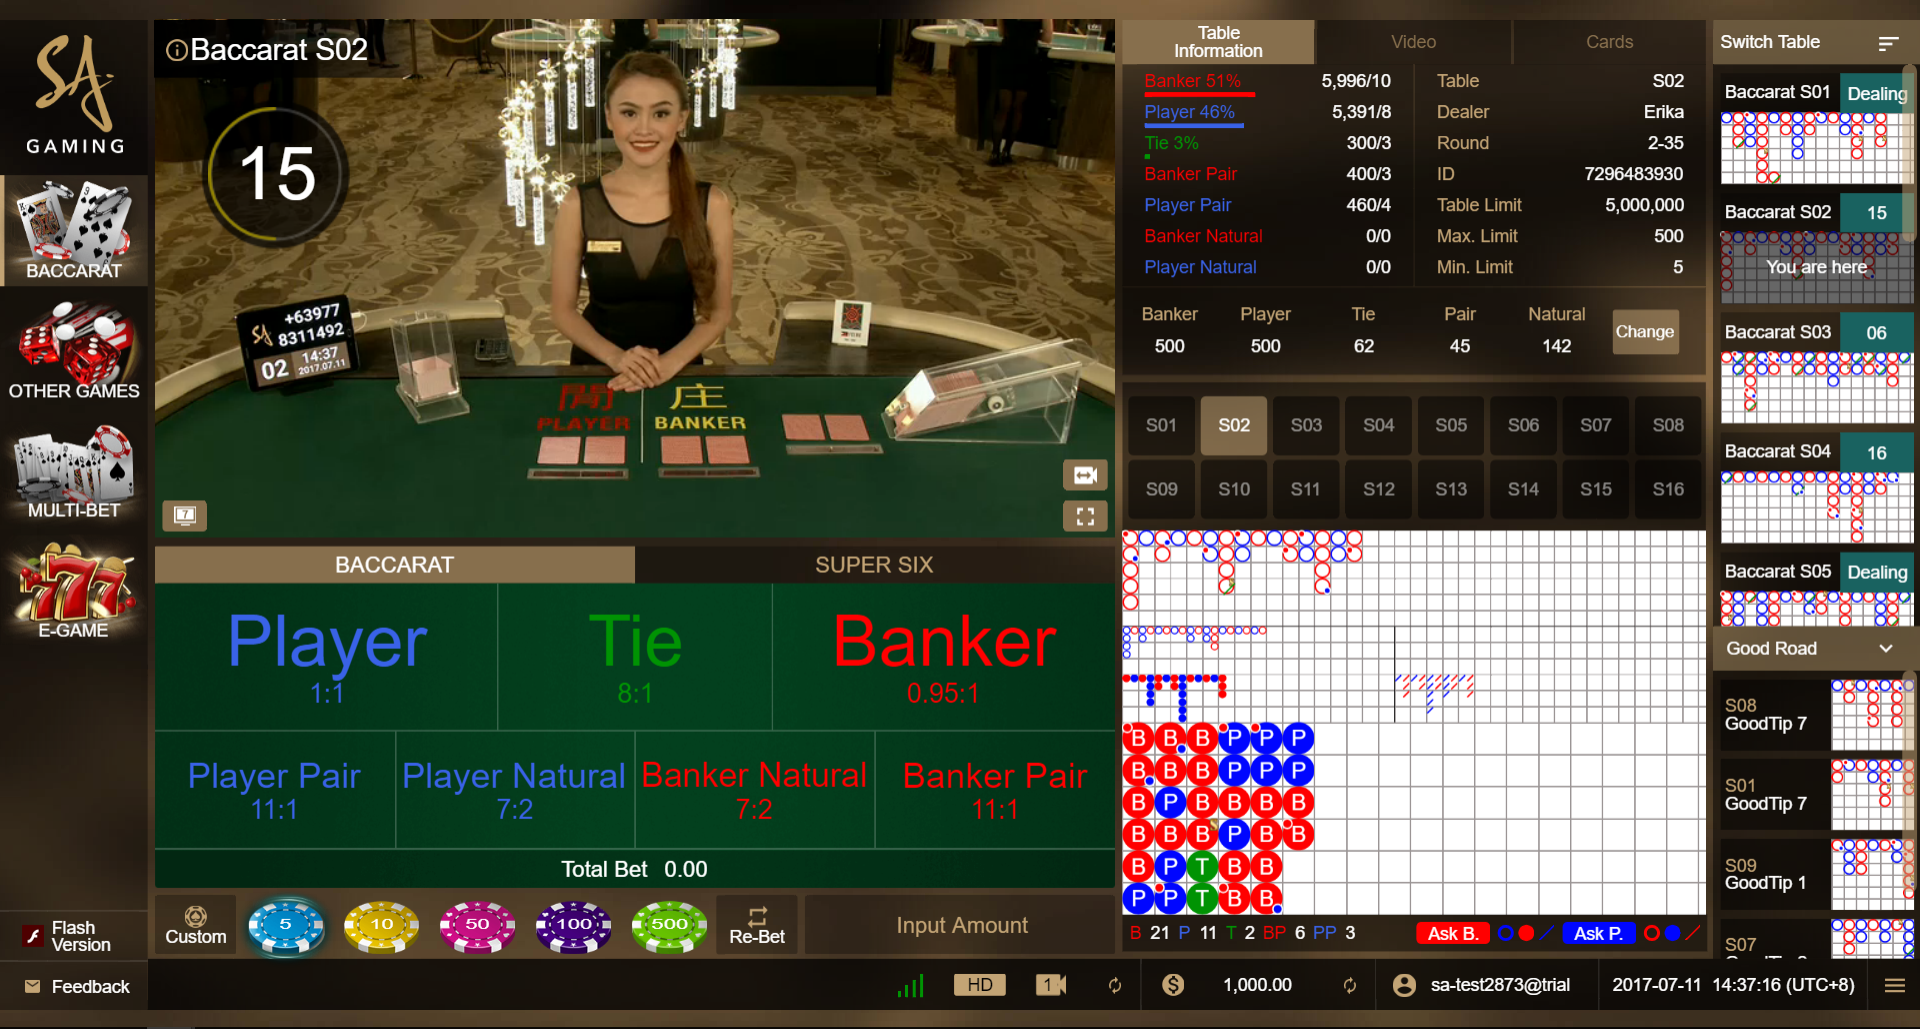 SA
GAMING
BACCARAT
OTHER GAMES
MULTI-BET
E-GAME
Flash
Version
Feedback
Baccarat S02
15
+63977
8311492
SA
02
14:37
2017.07.11
閒
庄
PLAYER
BANKER
7
BACCARAT
SUPER SIX
Player
1:1
Tie
8:1
Banker
0.95:1
Player Pair
11:1
Player Natural
7:2
Banker Natural
7:2
Banker Pair
11:1
Total Bet 0.00
Custom
5
10
50
100
500
Re-Bet
Input Amount
Table
Information
Video
Cards
Banker 51% 5,996/10
Player 46% 5,391/8
Tie 3% 300/3
Banker Pair 400/3
Player Pair 460/4
Banker Natural 0/0
Player Natural 0/0
Table S02
Dealer Erika
Round 2-35
ID 7296483930
Table Limit 5,000,000
Max. Limit 500
Min. Limit 5
Banker Player Tie Pair Natural
500 500 62 45 142
Change
S01 S02 S03 S04 S05 S06 S07 S08
S09 S10 S11 S12 S13 S14 S15 S16
B B B P P P
B B B P P P
B P B B B B
B B B P B B
B P T B B
P P T B B
B 21 P 11 T 2 BP 6 PP 3
Ask B.
Ask P.
Switch Table
Baccarat S01 Dealing
Baccarat S02 15
You are here
Baccarat S03 06
Baccarat S04 16
Baccarat S05 Dealing
Good Road
S08
GoodTip 7
S01
GoodTip 7
S09
GoodTip 1
S07
HD
1
1,000.00
sa-test2873@trial
2017-07-11 14:37:16 (UTC+8)